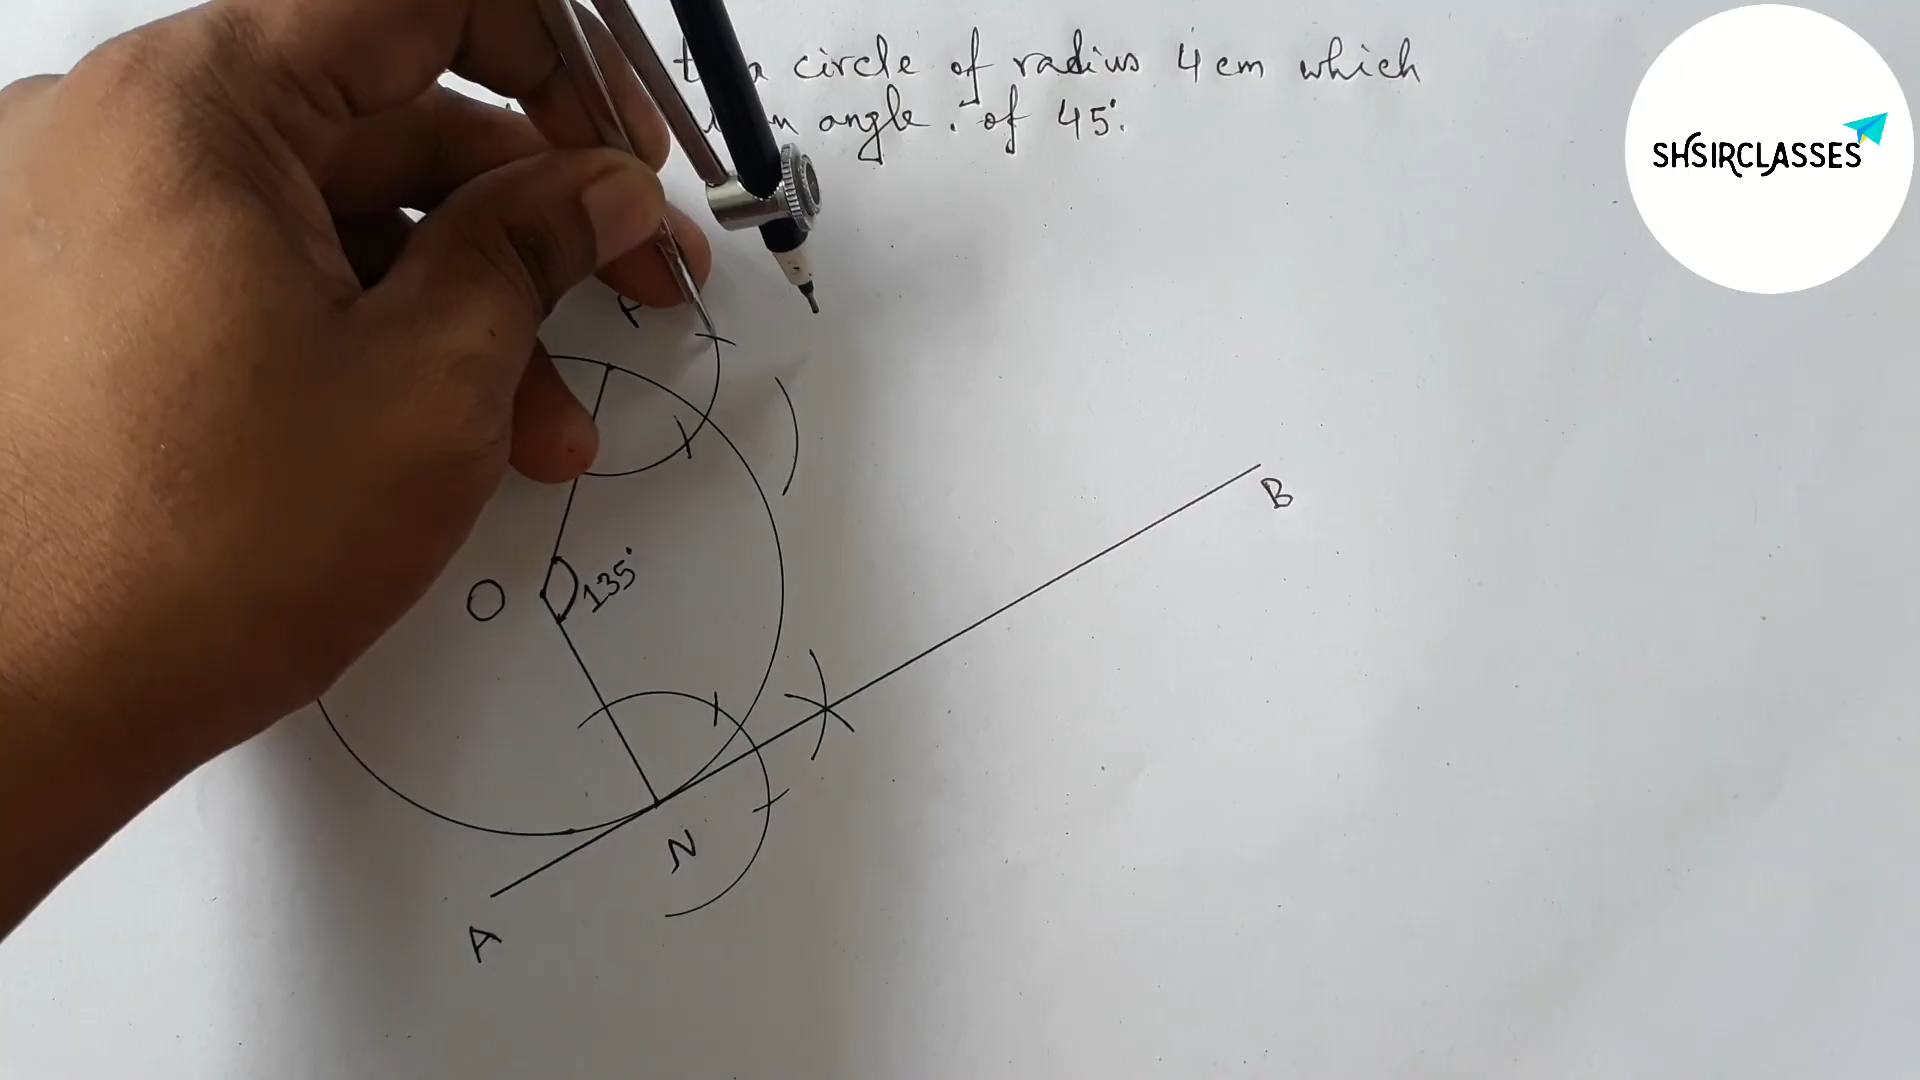 a circle of radius 4 cm which
angle of 45°.
SHSIRCLASSES
B
O
135°
N
A